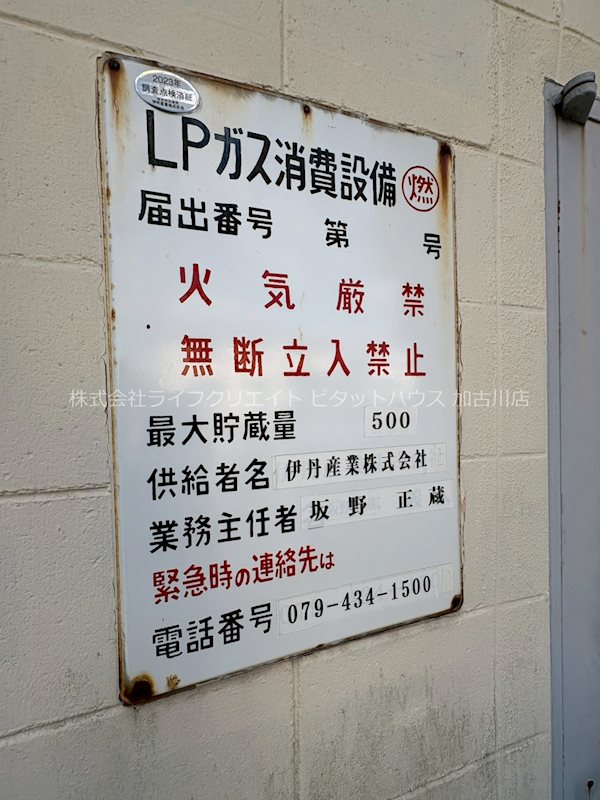 2023年
調査点検済証
LPガス消費設備 燃
届出番号 第 号
火気厳禁
無断立入禁止
株式会社ライフクリエイト ピタットハウス 加古川店
最大貯蔵量 500
供給者名 伊丹産業株式会社
業務主任者 坂野 正蔵
緊急時の連絡先は
電話番号 079-434-1500